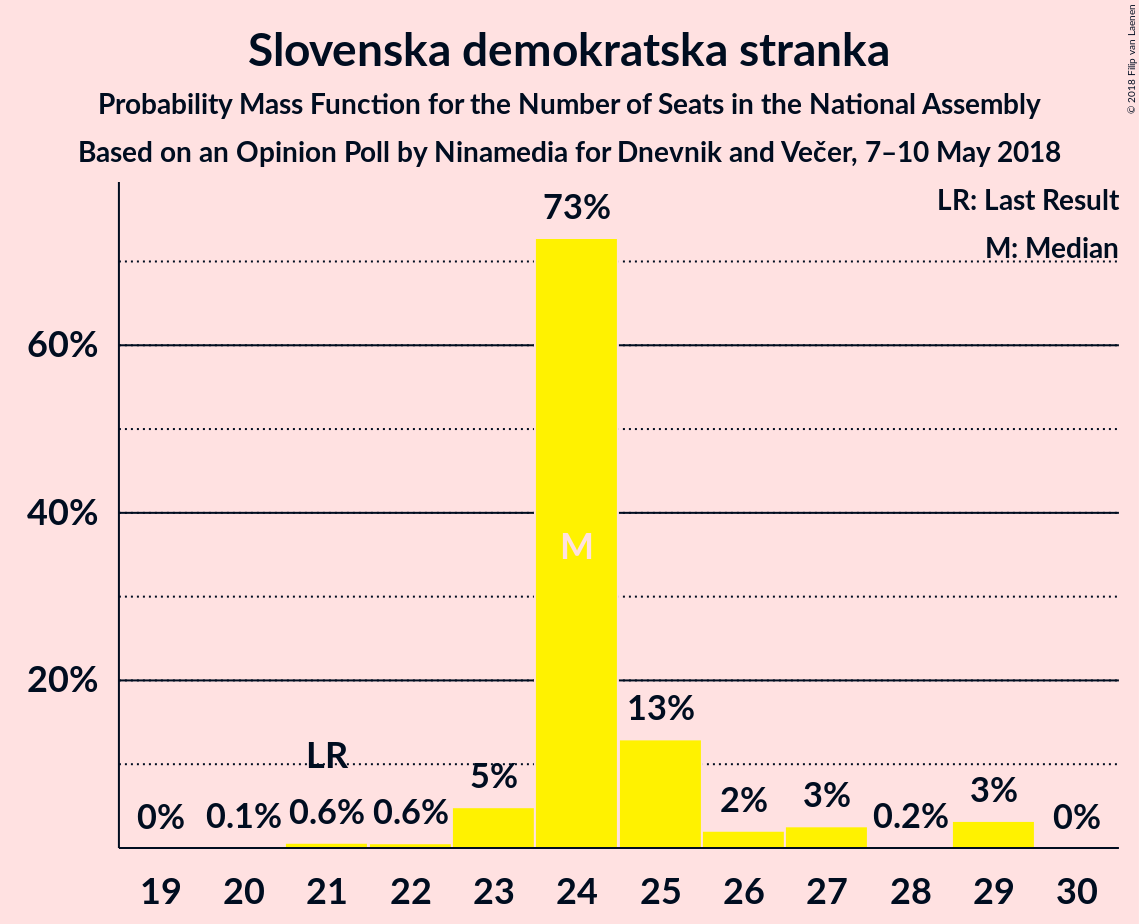 Slovenska demokratska stranka
Probability Mass Function for the Number of Seats in the National Assembly
Based on an Opinion Poll by Ninamedia for Dnevnik and Večer, 7–10 May 2018
© 2018 Filip van Laenen
LR: Last Result
M: Median
60%
40%
20%
0%
0.1%
LR
0.6%
0.6%
5%
73%
M
13%
2%
3%
0.2%
3%
0%
19 20 21 22 23 24 25 26 27 28 29 30